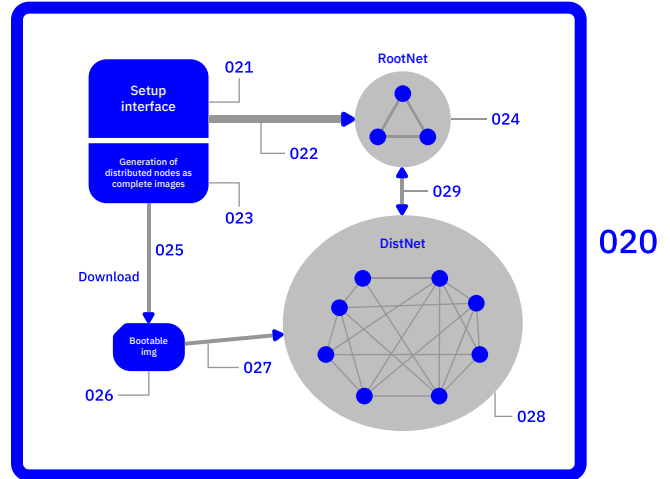 RootNet
021
Setup
interface
024
022
Generation of
distributed nodes as
complete images
029
023
020
DistNet
025
Download
Bootable
img
027
026
028